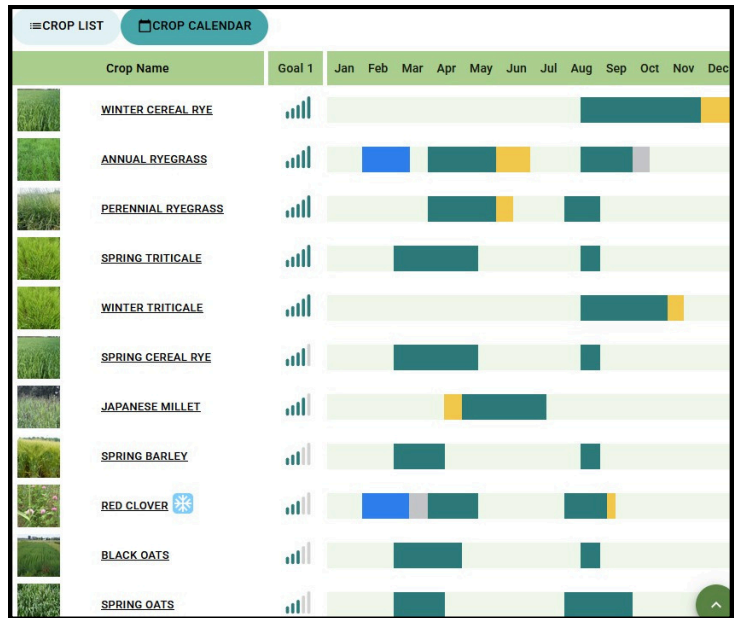 CROP LIST CROP CALENDAR
Crop Name Goal 1 Jan Feb Mar Apr May Jun Jul Aug Sep Oct Nov Dec
WINTER CEREAL RYE
ANNUAL RYEGRASS
PERENNIAL RYEGRASS
SPRING TRITICALE
WINTER TRITICALE
SPRING CEREAL RYE
JAPANESE MILLET
SPRING BARLEY
RED CLOVER
BLACK OATS
SPRING OATS